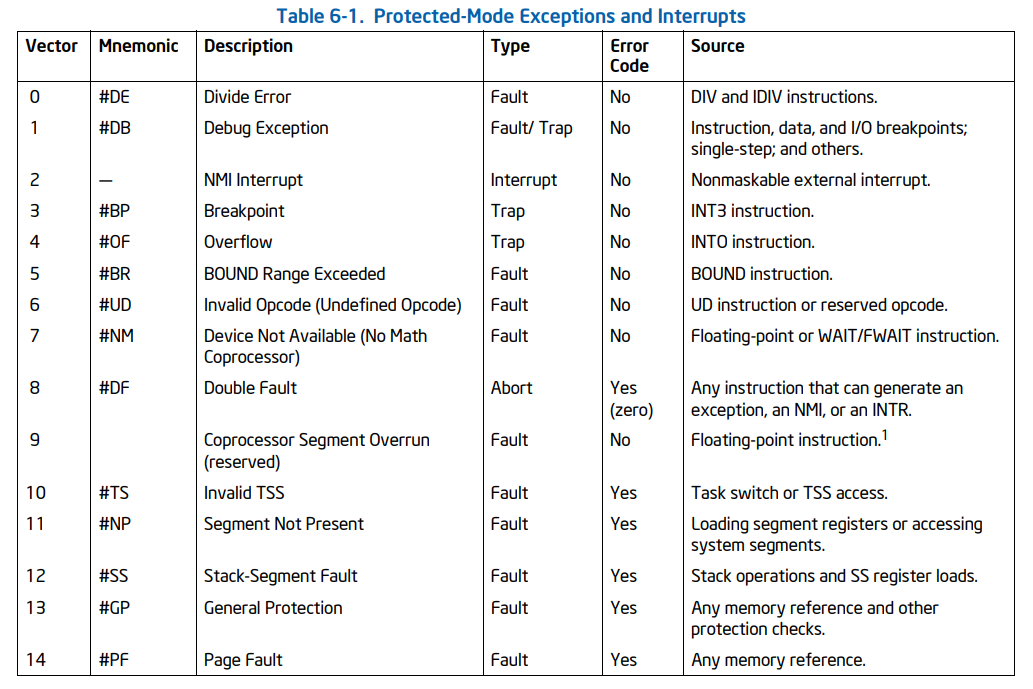 Table 6-1. Protected-Mode Exceptions and Interrupts
Vector Mnemonic Description Type Error Code Source
0 #DE Divide Error Fault No DIV and IDIV instructions.
1 #DB Debug Exception Fault/ Trap No Instruction, data, and I/O breakpoints;
single-step; and others.
2 — NMI Interrupt Interrupt No Nonmaskable external interrupt.
3 #BP Breakpoint Trap No INT3 instruction.
4 #OF Overflow Trap No INTO instruction.
5 #BR BOUND Range Exceeded Fault No BOUND instruction.
6 #UD Invalid Opcode (Undefined Opcode) Fault No UD instruction or reserved opcode.
7 #NM Device Not Available (No Math Fault No Floating-point or WAIT/FWAIT instruction.
Coprocessor)
8 #DF Double Fault Abort Yes Any instruction that can generate an
(zero) exception, an NMI, or an INTR.
9 Coprocessor Segment Overrun Fault No Floating-point instruction.1
(reserved)
10 #TS Invalid TSS Fault Yes Task switch or TSS access.
11 #NP Segment Not Present Fault Yes Loading segment registers or accessing
system segments.
12 #SS Stack-Segment Fault Fault Yes Stack operations and SS register loads.
13 #GP General Protection Fault Yes Any memory reference and other
protection checks.
14 #PF Page Fault Fault Yes Any memory reference.